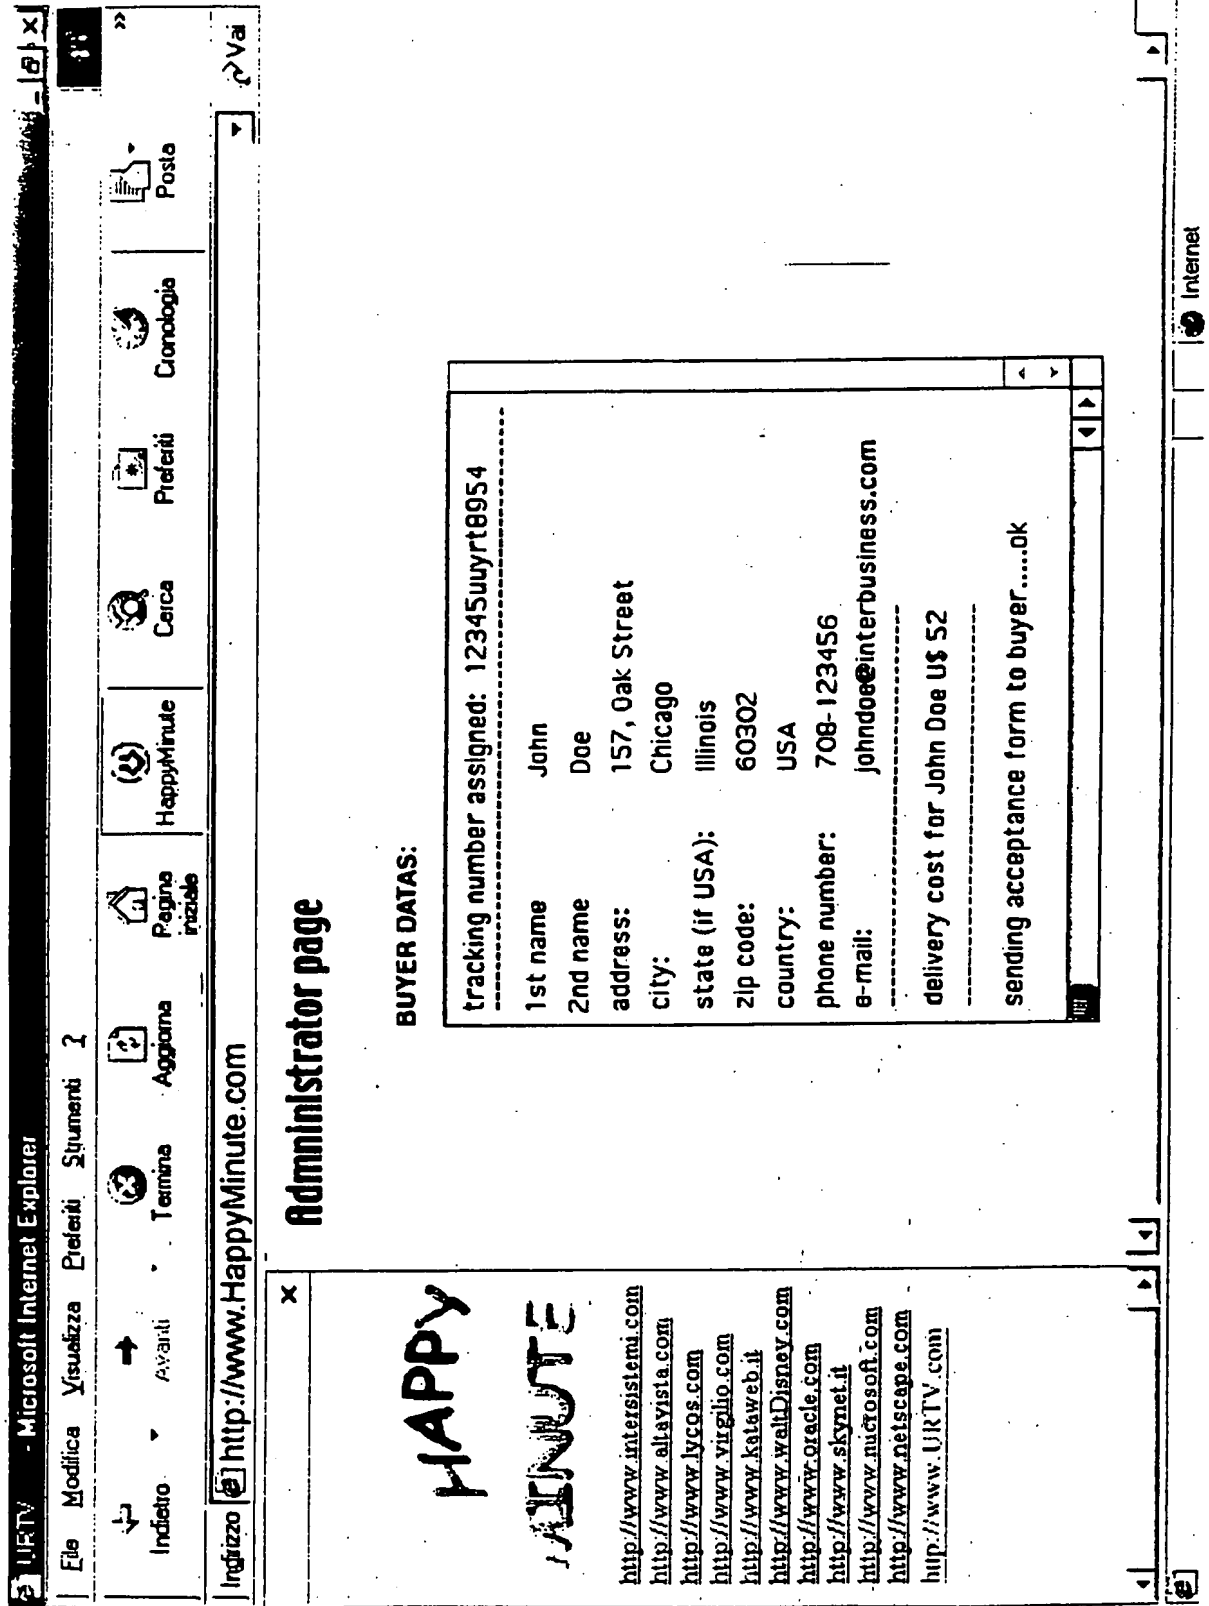 URTV - Microsoft Internet Explorer
File Modifica Visualizza Preferiti Strumenti ?
Indietro Avanti Termina Aggiorna Pagina iniziale HappyMinute Cerca Preferiti Cronologia Posta »
Indirizzo http://www.HappyMinute.com Vai
HAPPY
MINUTE
http://www.intersistemi.com
http://www.altavista.com
http://www.lycos.com
http://www.virgilio.com
http://www.kataweb.it
http://www.waltDisney.com
http://www.oracle.com
http://www.skynet.it
http://www.microsoft.com
http://www.netscape.com
http://www.URTV.com
Administrator page
BUYER DATAS:
tracking number assigned: 12345uuyrt8954
1st name John
2nd name Doe
address: 157, Oak Street
city: Chicago
state (if USA): Illinois
zip code: 60302
country: USA
phone number: 708-123456
e-mail: johndoe@interbusiness.com
delivery cost for John Doe U$ 52
sending acceptance form to buyer.....ok
Internet